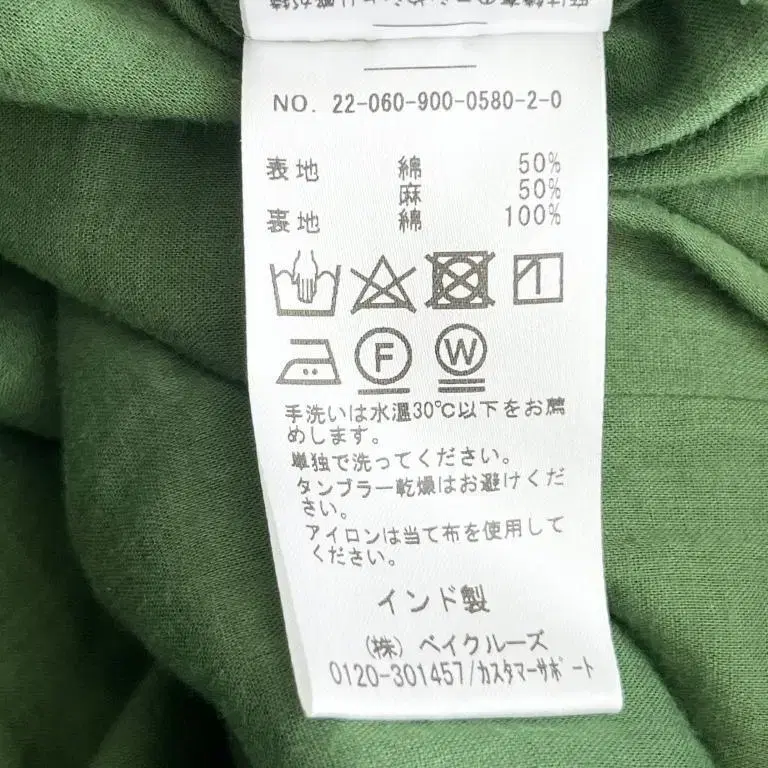 NO. 22-060-900-0580-2-0
表地 綿 50%
麻 50%
裏地 綿 100%
F W
手洗いは水温30℃以下をお薦
めします。
単独で洗ってください。
タンブラー乾燥はお避けくだ
さい。
アイロンは当て布を使用して
ください。
インド製
(株) ベイクルーズ
0120-301457/カスタマーサポート